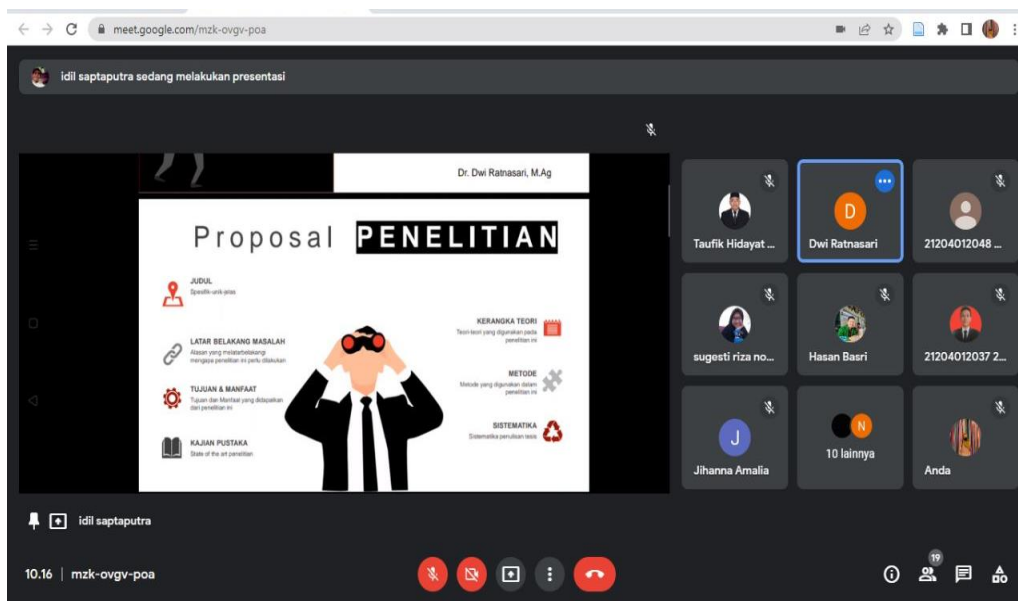 meet.google.com/mzk-ovgv-poa
idil saptaputra sedang melakukan presentasi
Dr. Dwi Ratnasari, M.Ag
Proposal PENELITIAN
JUDUL
Spesifik-unik-jelas
LATAR BELAKANG MASALAH
Alasan yang melatarbelakangi
mengapa penelitian ini perlu dilakukan
TUJUAN & MANFAAT
Tujuan dan Manfaat yang didapatkan
dari penelitian ini
KAJIAN PUSTAKA
State of the art penelitian
KERANGKA TEORI
Teori-teori yang digunakan pada
penelitian ini
METODE
Metode yang digunakan dalam
penelitian ini
SISTEMATIKA
Sistematika penulisan tesis
Taufik Hidayat ...
D
Dwi Ratnasari
21204012048 ...
sugesti riza no...
Hasan Basri
21204012037 2...
J
Jihanna Amalia
N
10 lainnya
Anda
idil saptaputra
10.16 | mzk-ovgv-poa
19